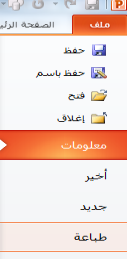 ملف
الصفحة الرئي
حفظ
حفظ باسم
فتح
إغلاق
معلومات
أخير
جديد
طباعة